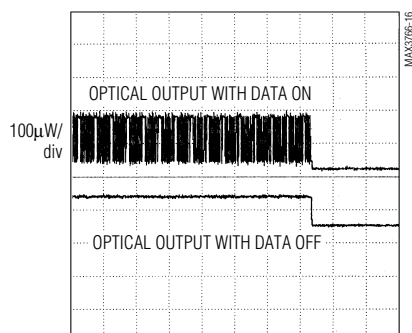 MAX3766-16
OPTICAL OUTPUT WITH DATA ON
100µW/
div
OPTICAL OUTPUT WITH DATA OFF